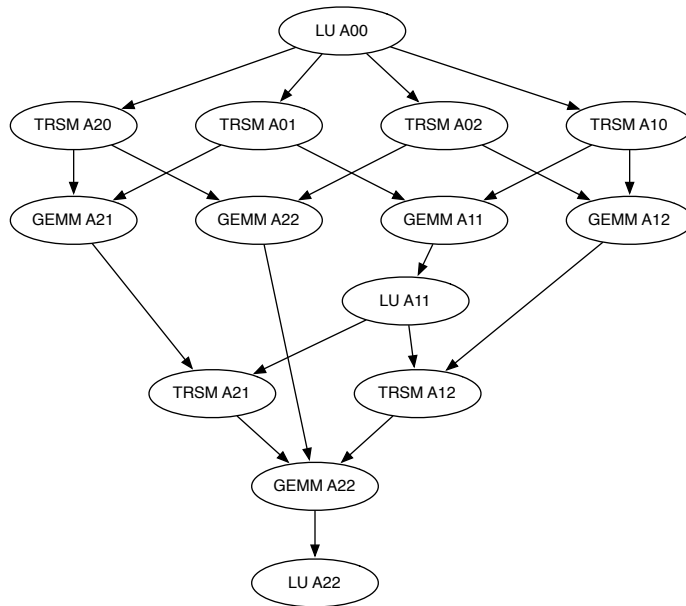 LU A00
TRSM A20
TRSM A01
TRSM A02
TRSM A10
GEMM A21
GEMM A22
GEMM A11
GEMM A12
LU A11
TRSM A21
TRSM A12
GEMM A22
LU A22